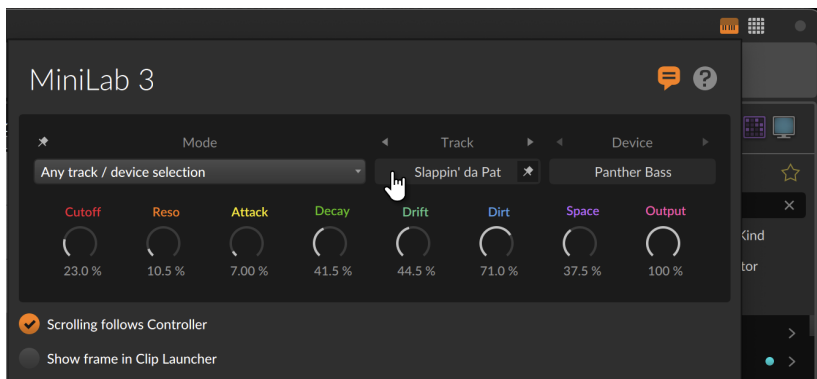 MiniLab 3
?
Mode Track Device
Any track / device selection Slappin' da Pat Panther Bass
Cutoff Reso Attack Decay Drift Dirt Space Output
23.0 % 10.5 % 7.00 % 41.5 % 44.5 % 71.0 % 37.5 % 100 %
Scrolling follows Controller
Show frame in Clip Launcher
Kind
tor